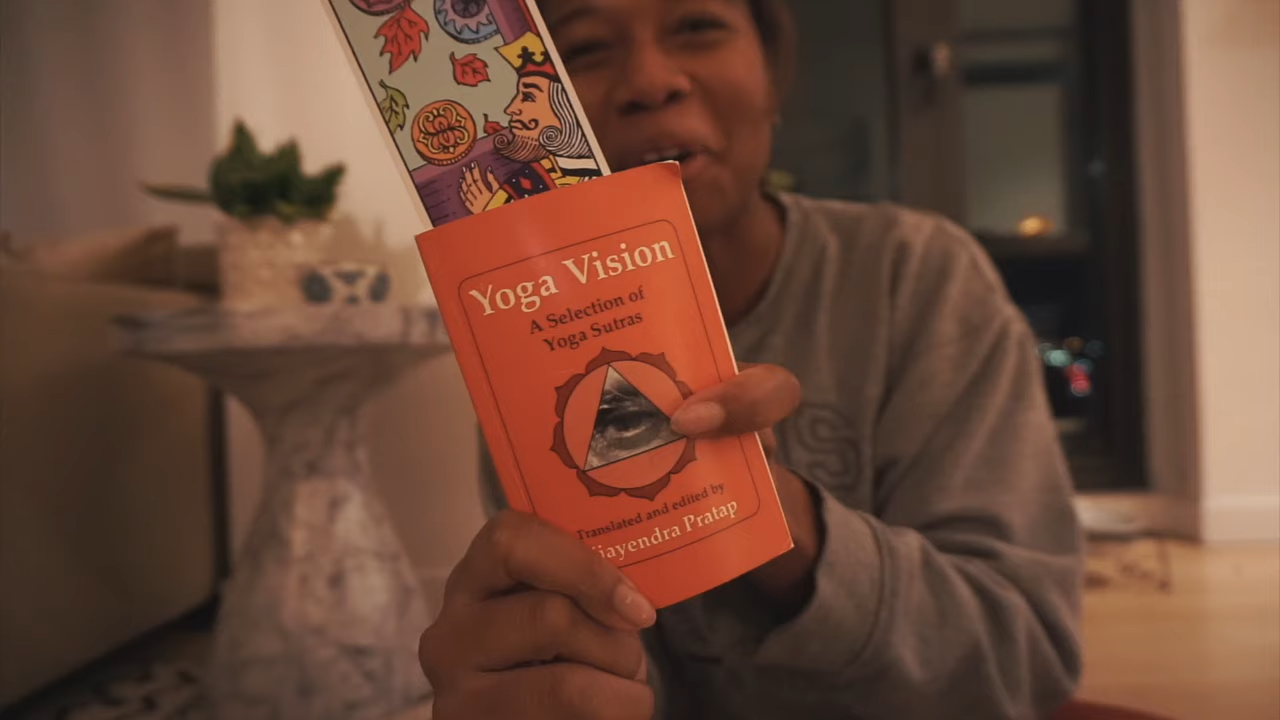 Yoga Vision
A Selection of
Yoga Sutras
Translated and edited by
Pratap
S